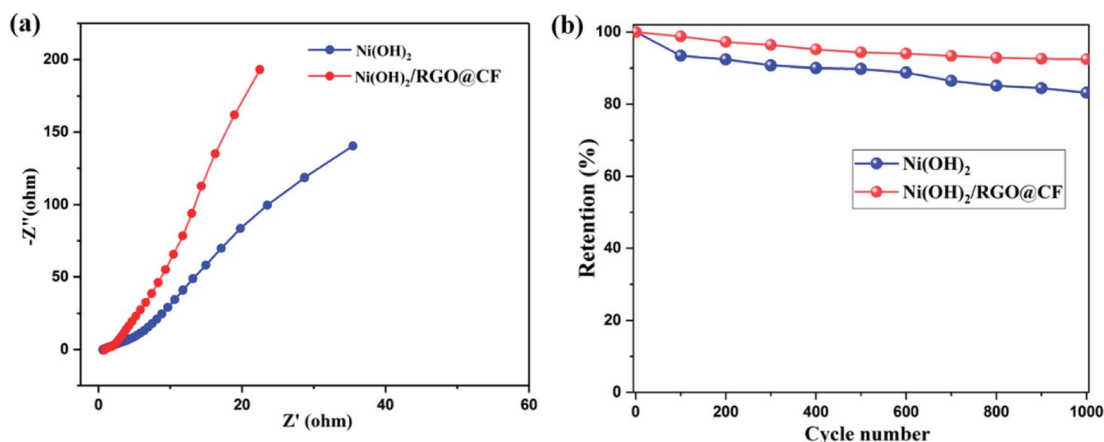 (a)
Ni(OH)₂
Ni(OH)₂/RGO@CF
200
150
100
50
0
-Z''(ohm)
0 20 40 60
Z' (ohm)
(b)
100
80
60
40
20
0
Retention (%)
Ni(OH)₂
Ni(OH)₂/RGO@CF
0 200 400 600 800 1000
Cycle number